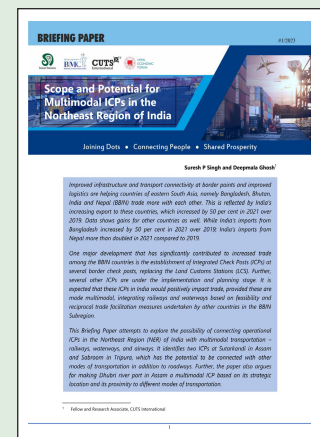 BRIEFING PAPER
#1/2023
BMC
CUTS
International
Scope and Potential for
Multimodal ICPs in the
Northeast Region of India
Joining Dots ● Connecting People ● Shared Prosperity
Suresh P Singh and Deepmala Ghosh¹
Improved infrastructure and transport connectivity at border points and improved
logistics are helping countries of eastern South Asia, namely Bangladesh, Bhutan,
India and Nepal (BBIN) trade more with each other. This is reflected by India's
increasing export to these countries, which increased by 50 per cent in 2021 over
2019. Data shows gains for other countries as well. While India's imports from
Bangladesh increased by 50 per cent in 2021 over 2019; India's imports from
Nepal more than doubled in 2021 compared to 2019.
One major development that has significantly contributed to increased trade
among the BBIN countries is the establishment of Integrated Check Posts (ICPs) at
several border check posts, replacing the Land Customs Stations (LCS). Further,
several other ICPs are under the implementation and planning stage. It is
expected that these ICPs in India would positively impact trade, provided these are
made multimodal, integrating railways and waterways based on feasibility and
reciprocal trade facilitation measures undertaken by other countries in the BBIN
Subregion.
This Briefing Paper attempts to explore the possibility of connecting operational
ICPs in the Northeast Region (NER) of India with multimodal transportation –
railways, waterways, and airways. It identifies two ICPs at Sutarkandi in Assam
and Sabroom in Tripura, which has the potential to be connected with other
modes of transportation in addition to roadways. Further, the paper also argues
for making Dhubri river port in Assam a multimodal ICP based on its strategic
location and its proximity to different modes of transportation.
¹ Fellow and Research Associate, CUTS International
1